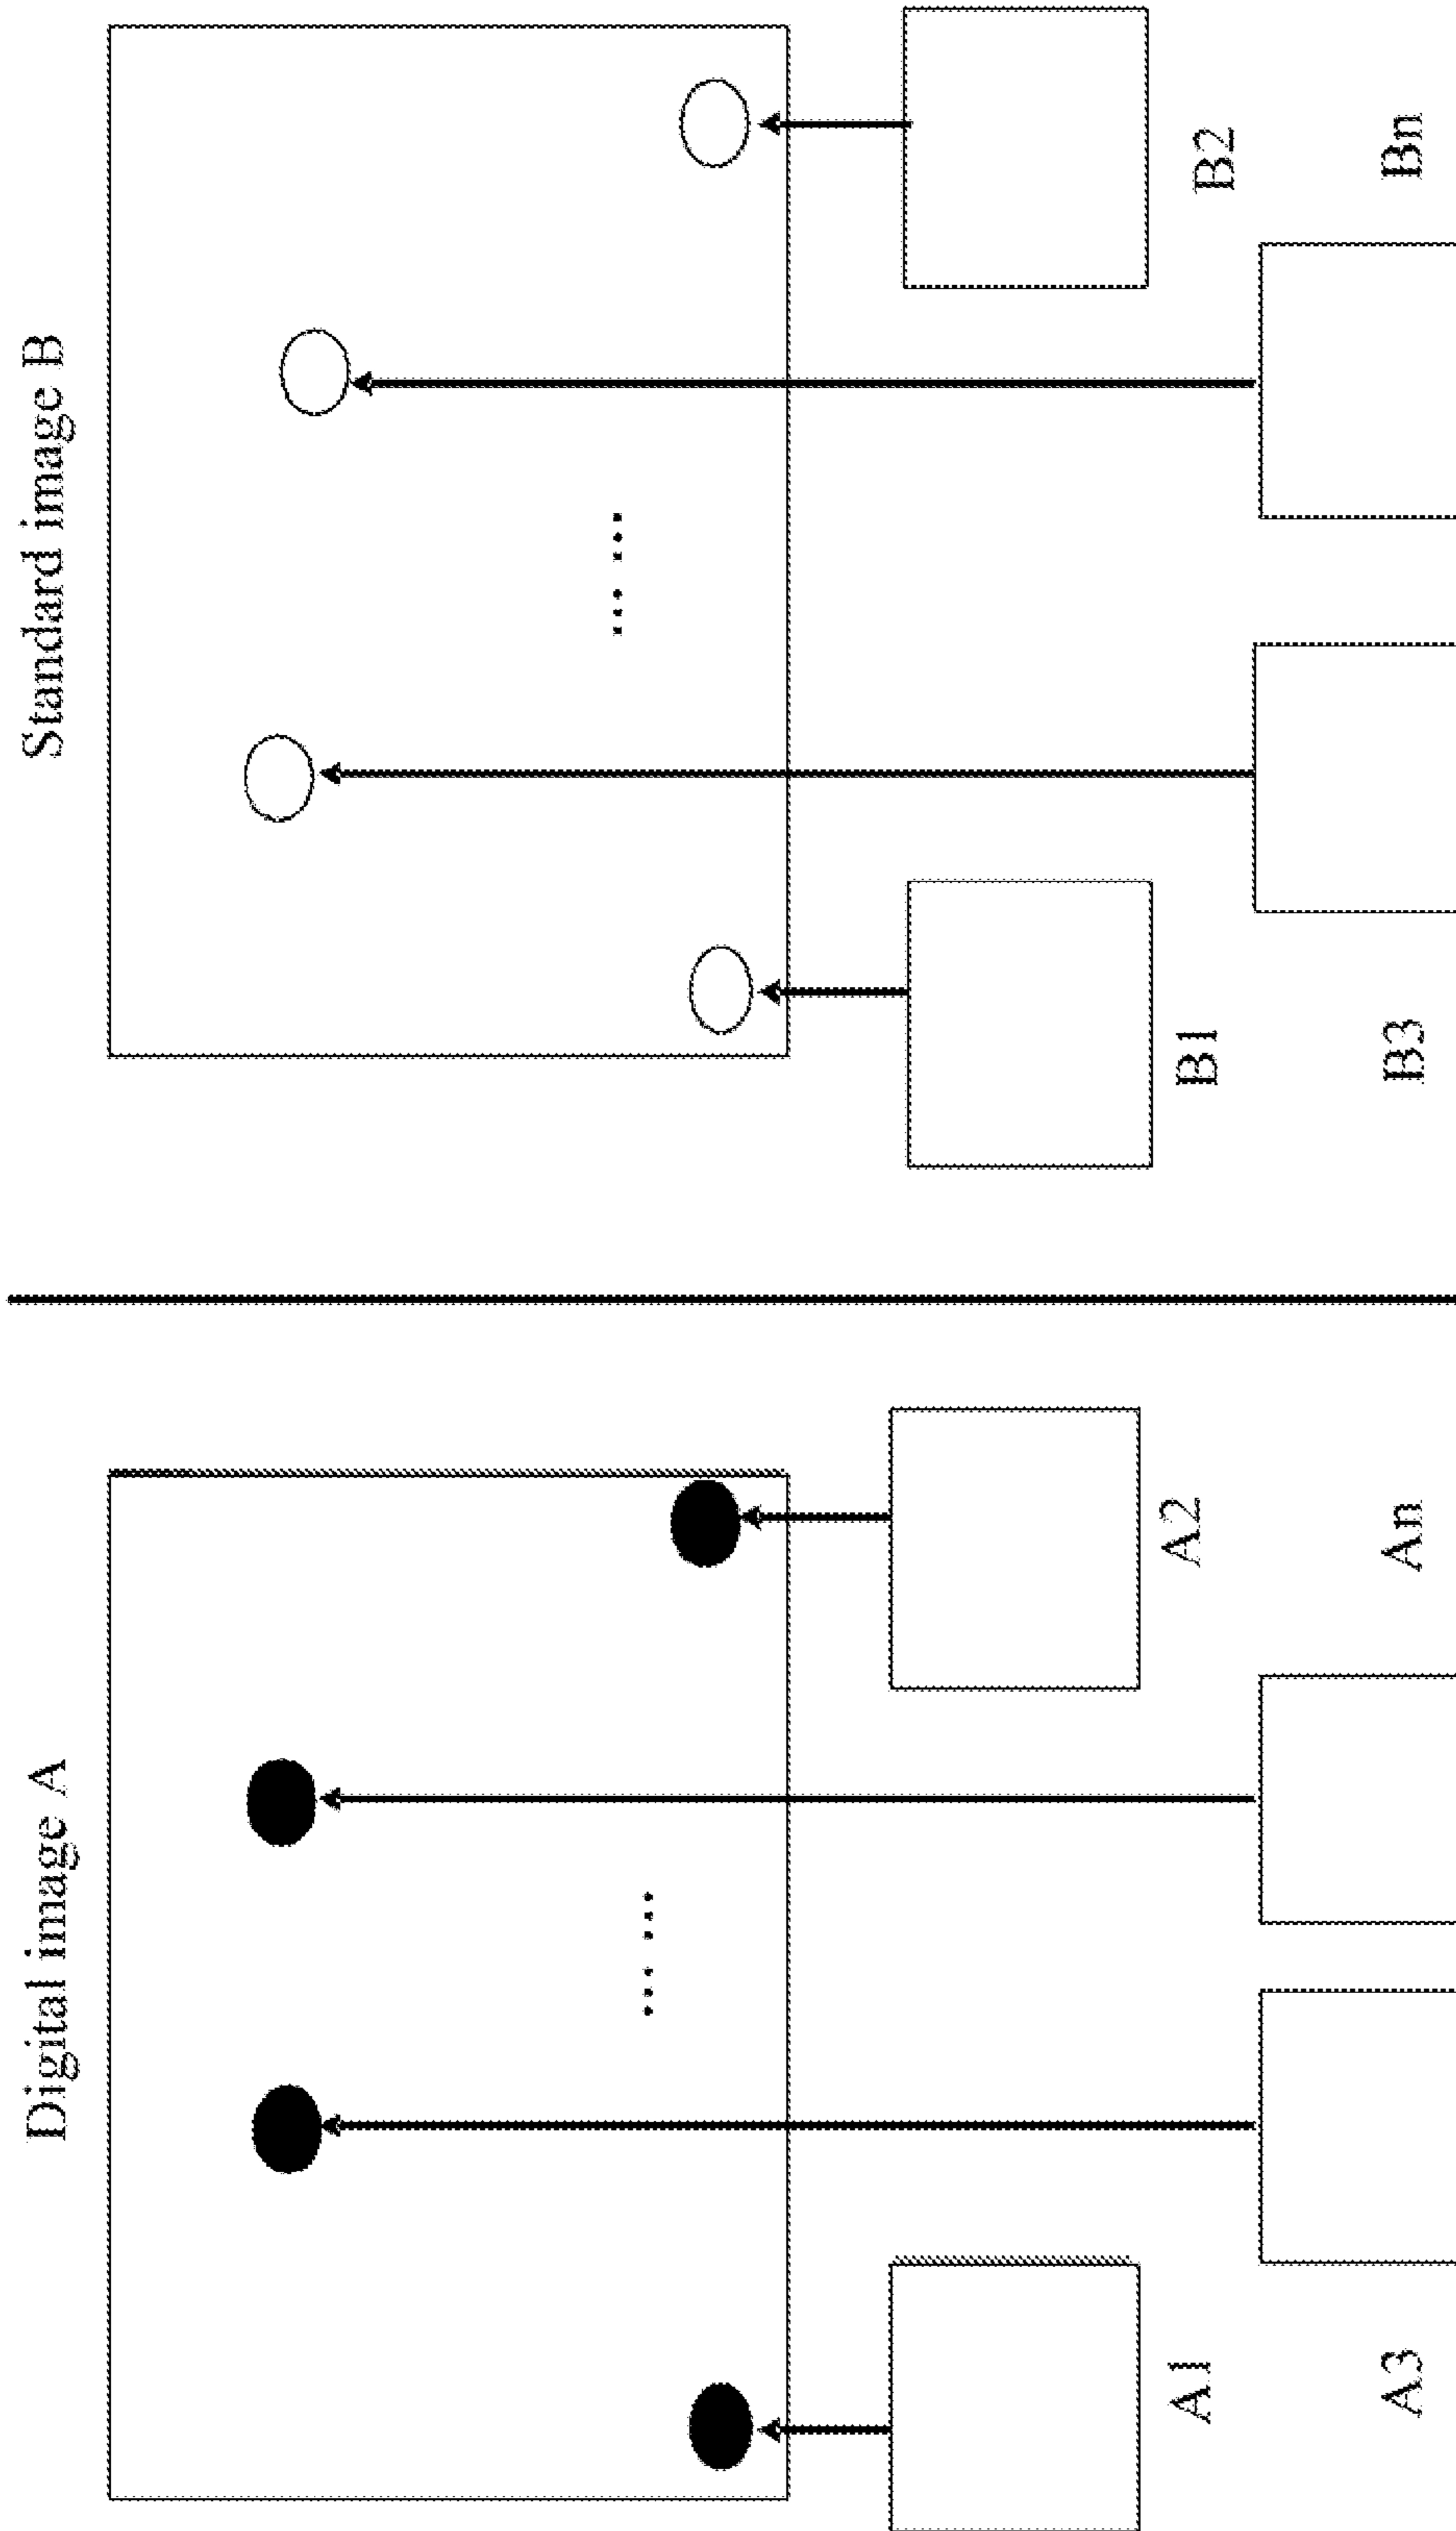 Digital image A
Standard image B
... ...
... ...
A1
A2
B1
B2
A3
An
B3
Bn